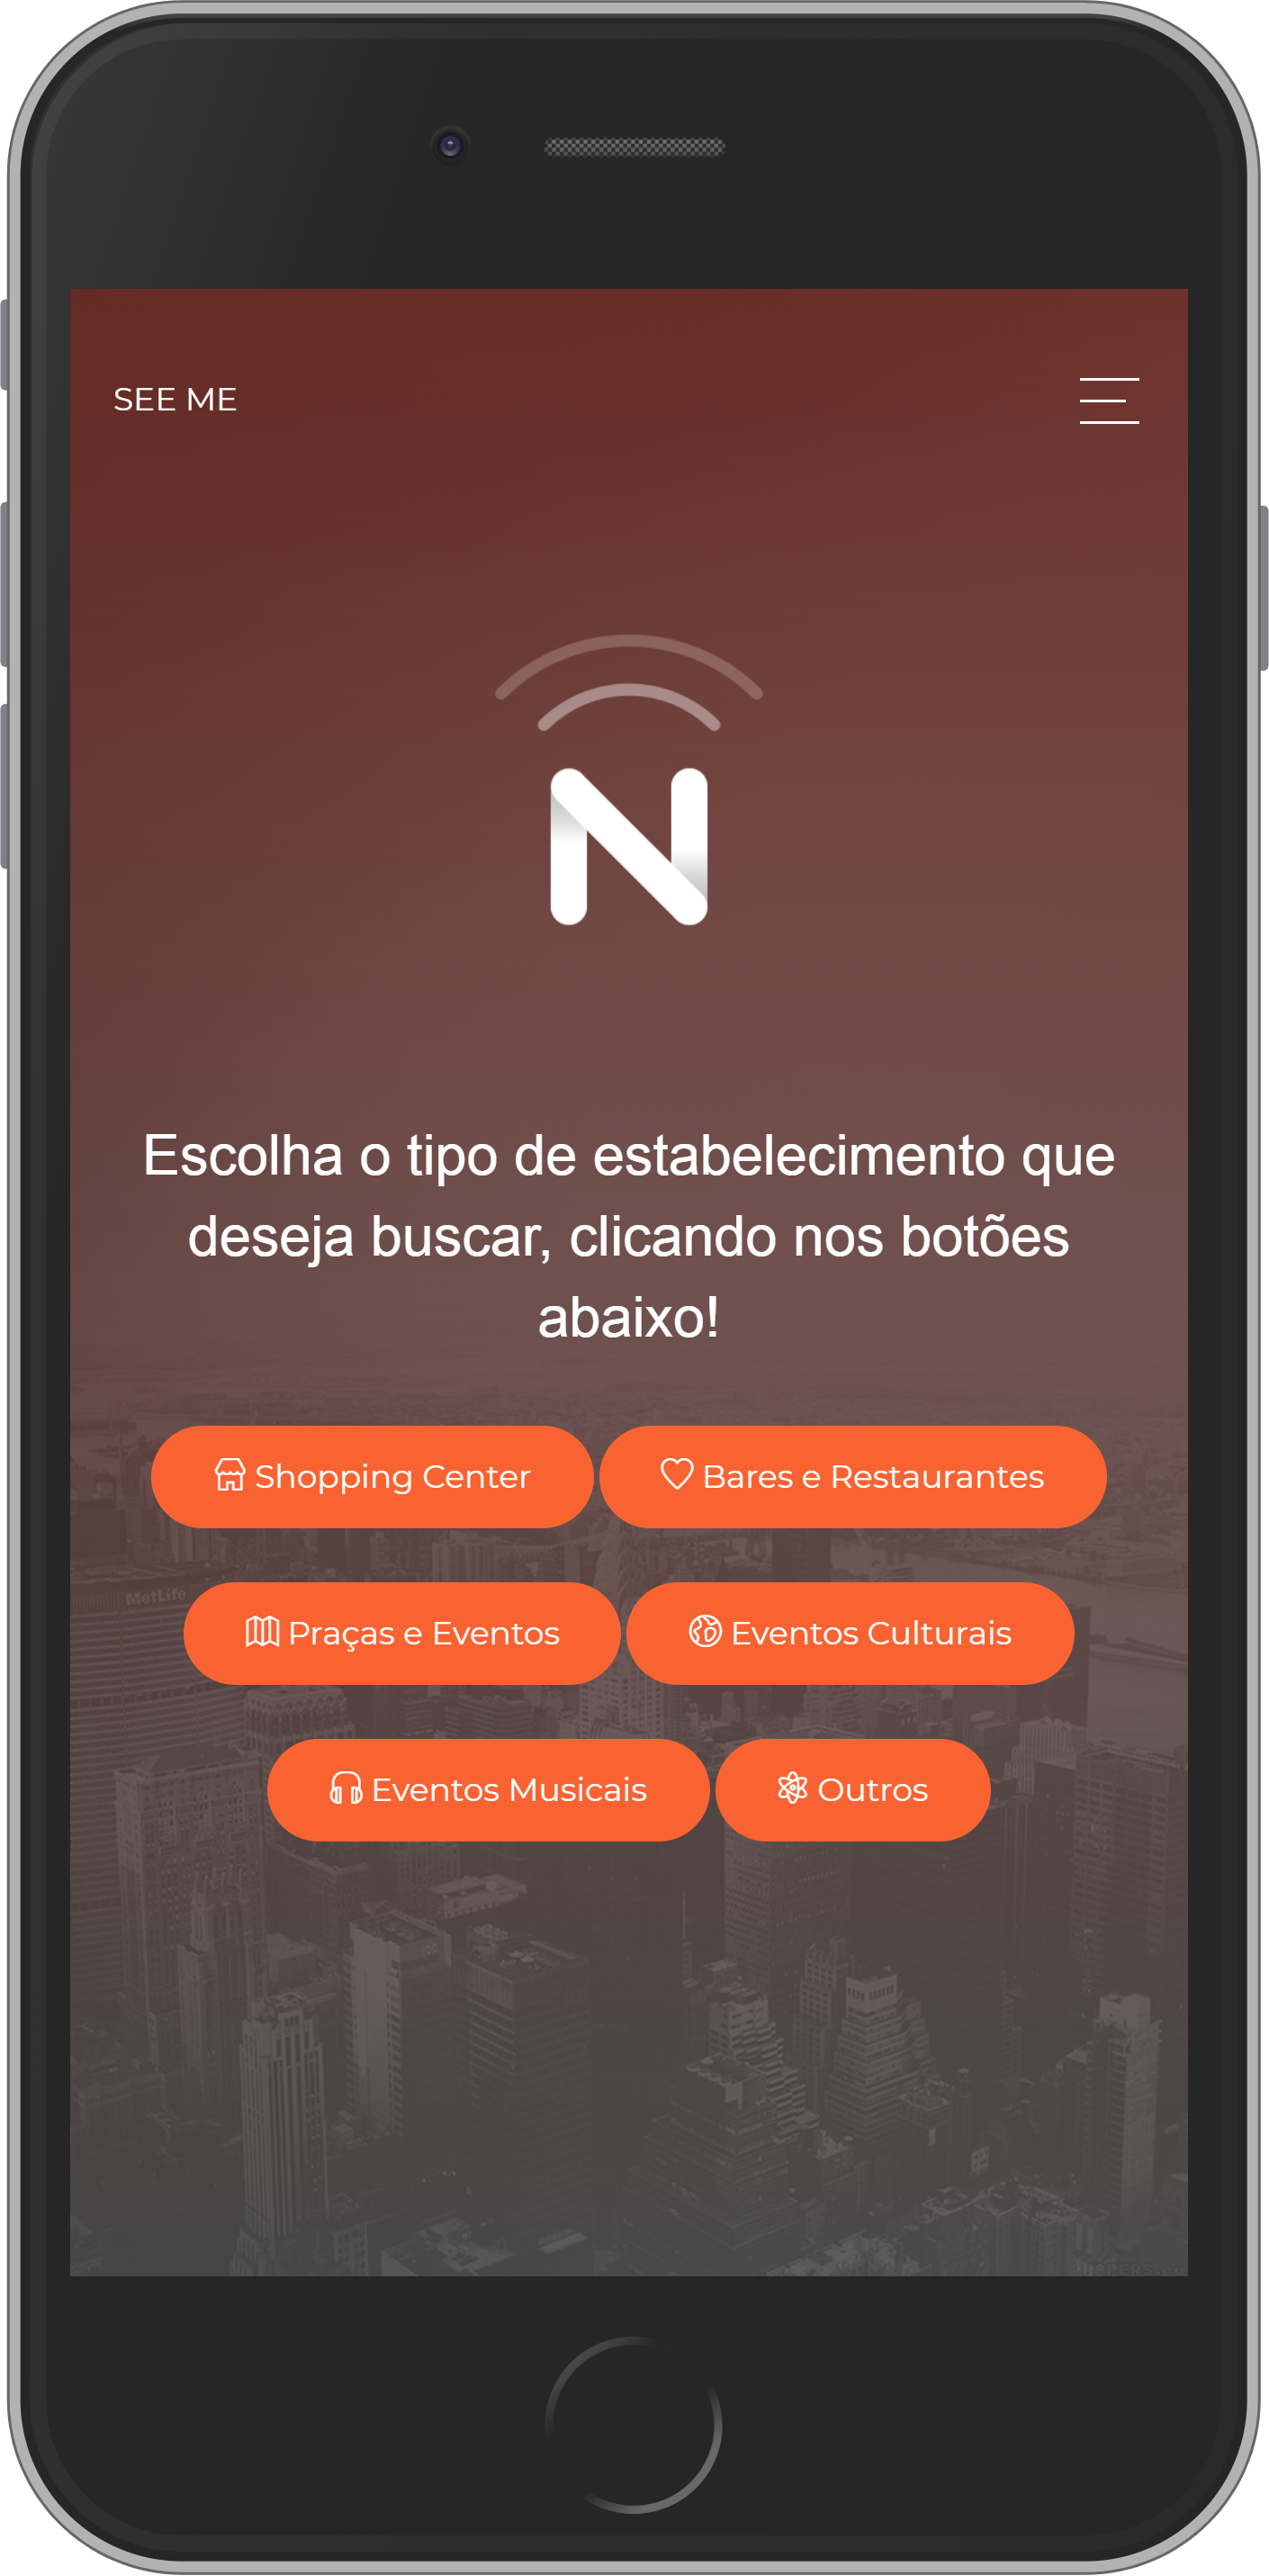 SEE ME
N
Escolha o tipo de estabelecimento que
deseja buscar, clicando nos botões
abaixo!
Shopping Center
Bares e Restaurantes
MetLife
Praças e Eventos
Eventos Culturais
Eventos Musicais
Outros
100